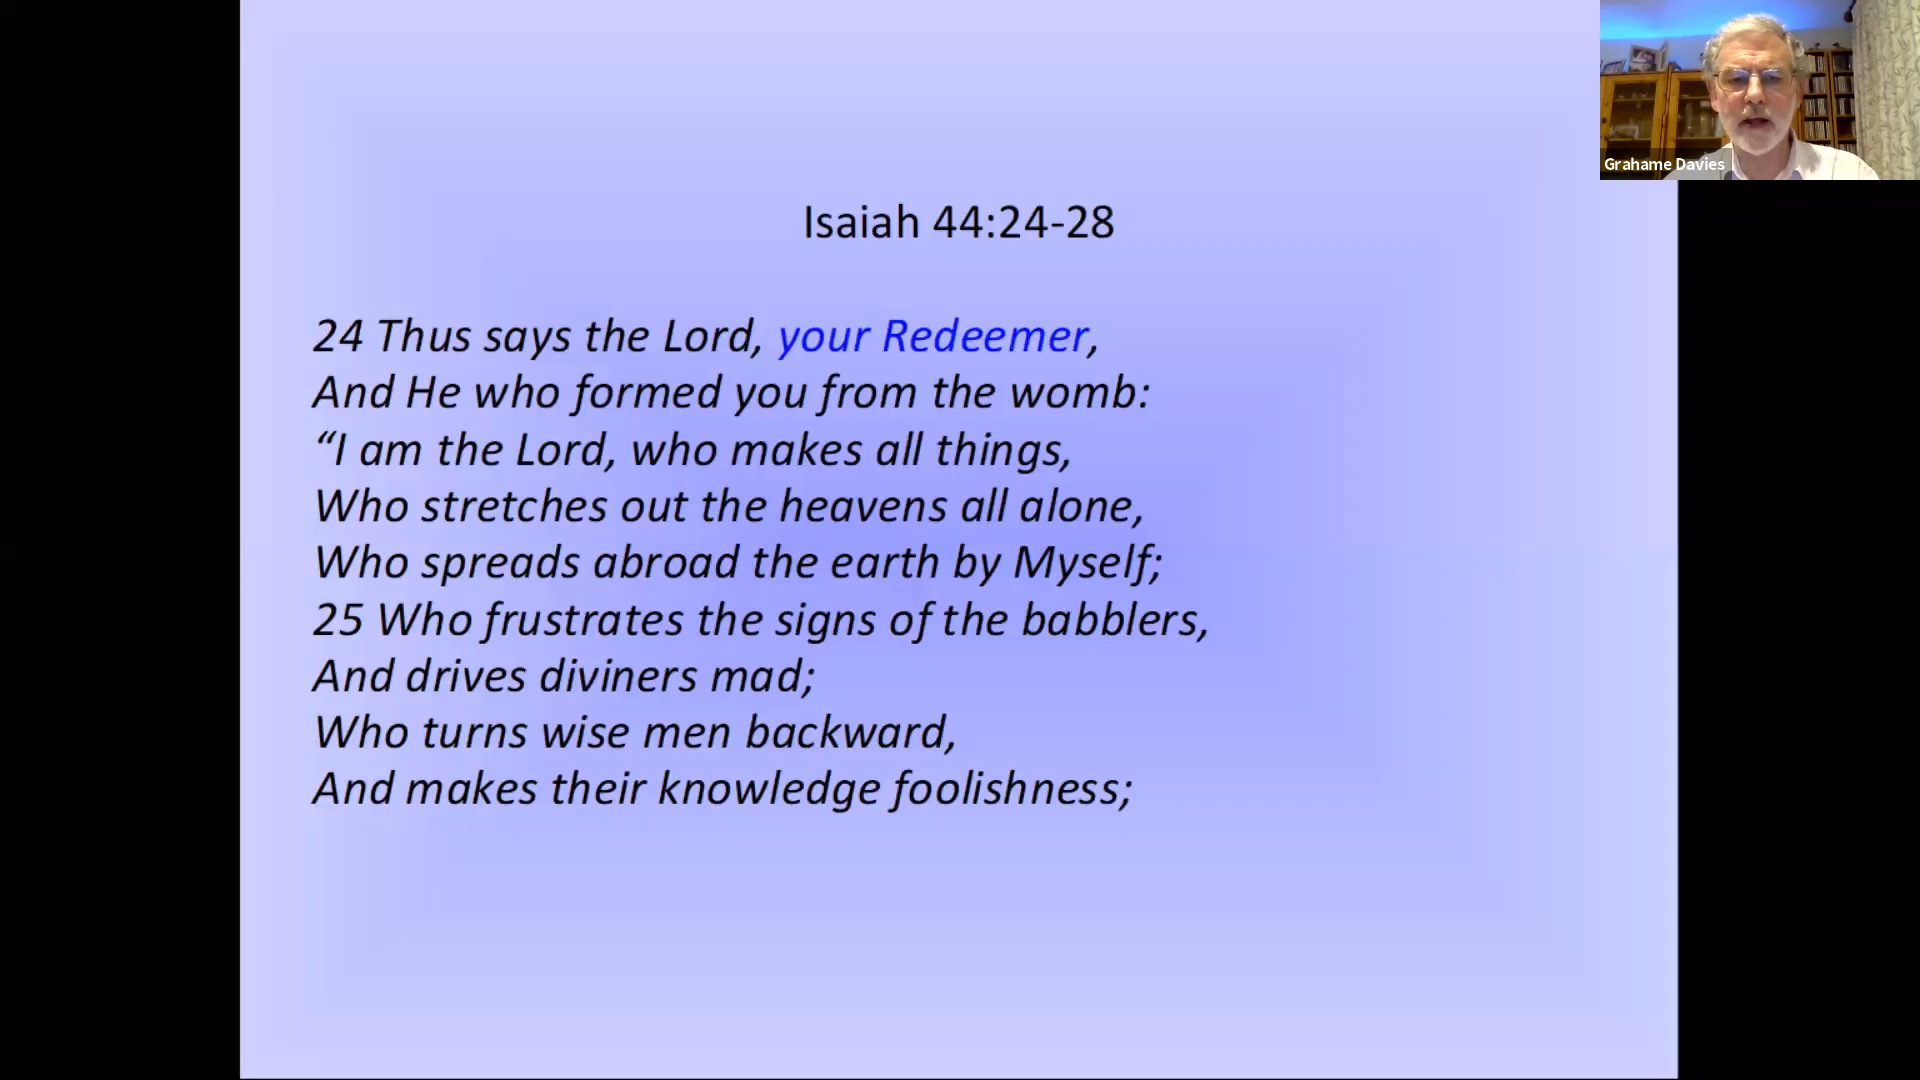 Isaiah 44:24-28
24 Thus says the Lord, your Redeemer,
And He who formed you from the womb:
“I am the Lord, who makes all things,
Who stretches out the heavens all alone,
Who spreads abroad the earth by Myself;
25 Who frustrates the signs of the babblers,
And drives diviners mad;
Who turns wise men backward,
And makes their knowledge foolishness;
Grahame Davies